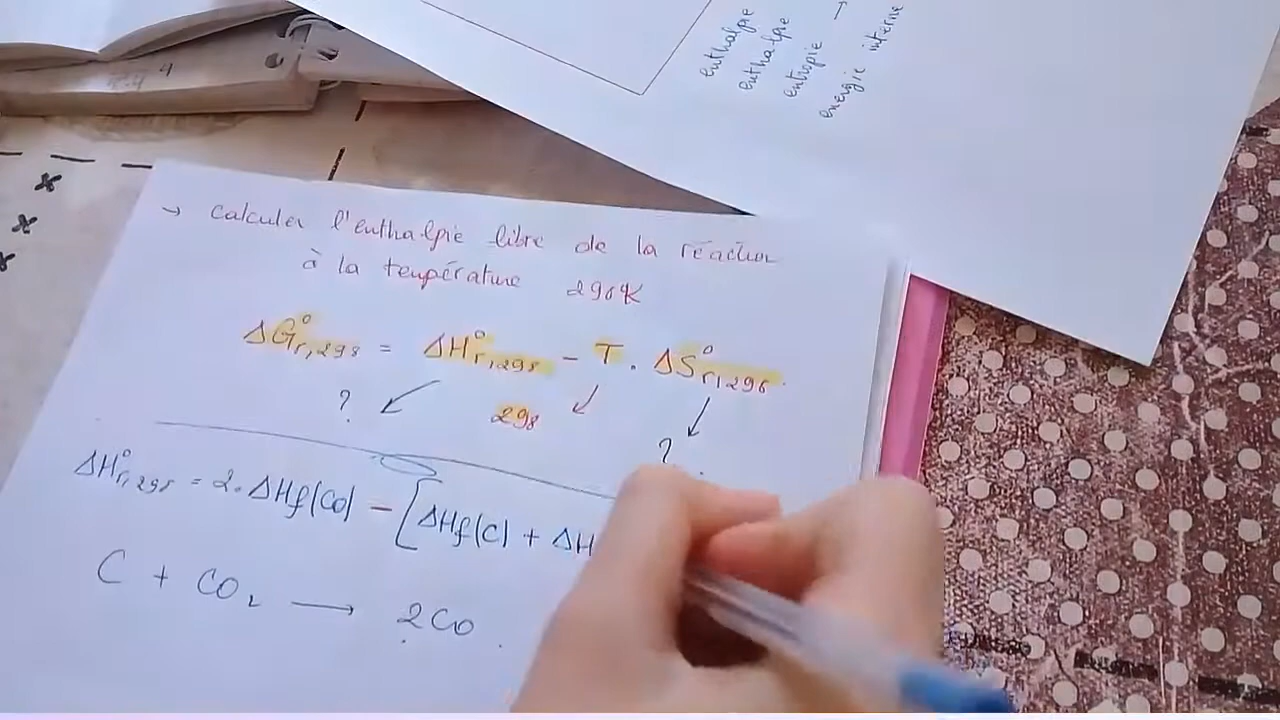 enthalpie
enthalpie
entropie →
energie interne
→ calculer l'enthalpie libre de la réaction
à la température 298K
ΔG°r,298 = ΔH°r,298 - T . ΔS°r,298.
? 298 ?
ΔH°r,298 = 2.ΔHf(CO) - [ΔHf(C) + ΔH
C + CO₂ → 2CO